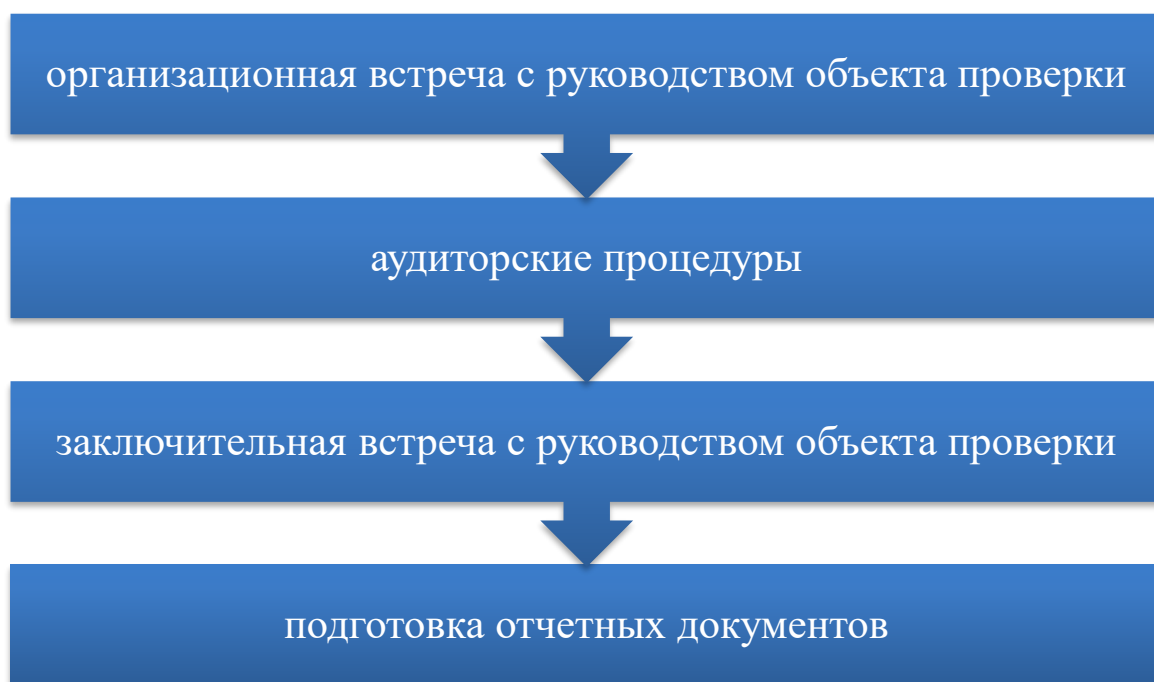 организационная встреча с руководством объекта проверки
аудиторские процедуры
заключительная встреча с руководством объекта проверки
подготовка отчетных документов